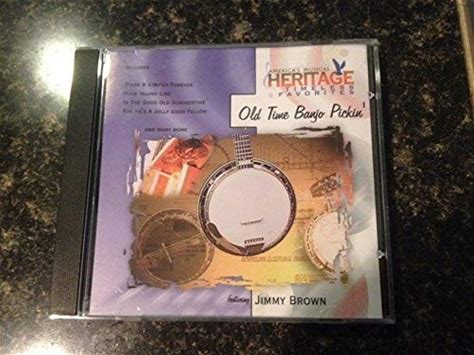 INCLUDES
STARS & STRIPES FOREVER
ROCK ISLAND LINE
IN THE GOOD OLD SUMMERTIME
FOR HE'S A JOLLY GOOD FELLOW
AND MANY MORE
AMERICA'S MUSICAL
HERITAGE
TIMELESS
FAVORITES
Old Time Banjo Pickin'
featuring JIMMY BROWN